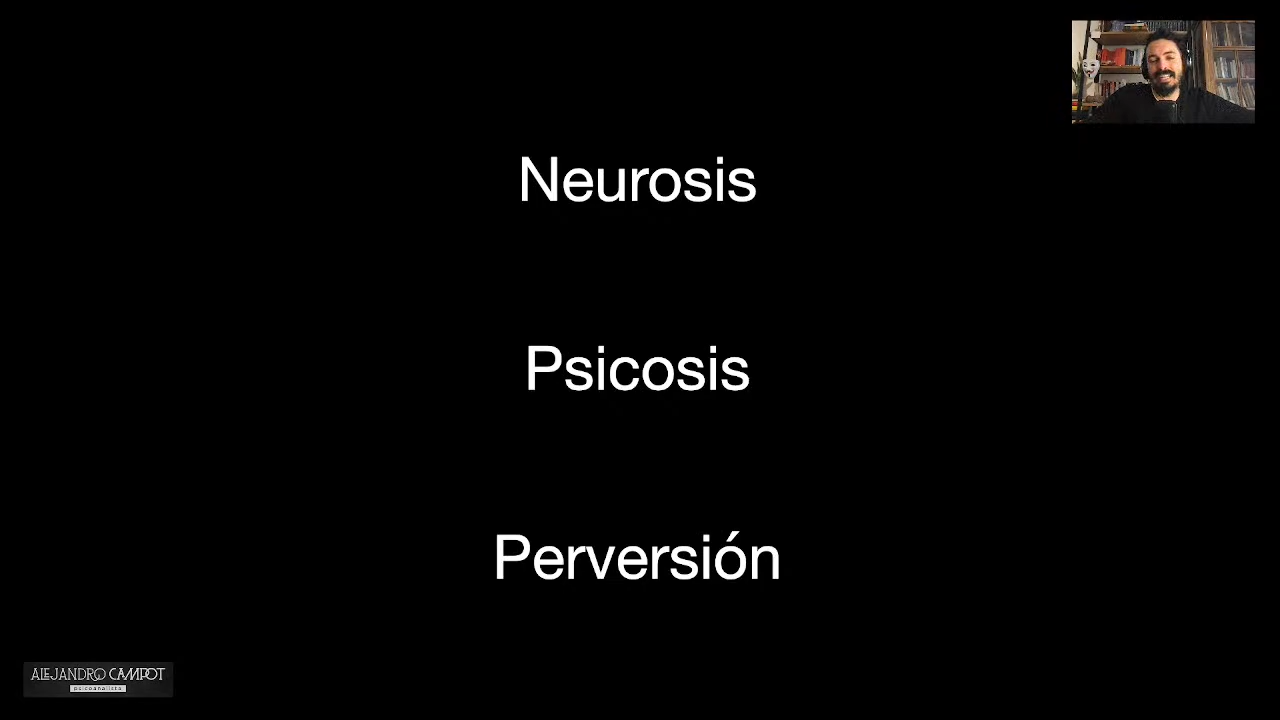 Neurosis
Psicosis
Perversión
ALEJANDRO CAMPOT
psicoanalista